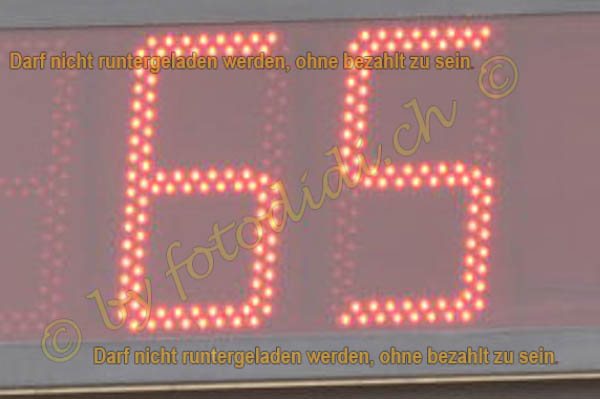 Darf nicht runtergeladen werden, ohne bezahlt zu sein.
65
© by fotodidi.ch ©
Darf nicht runtergeladen werden, ohne bezahlt zu sein.